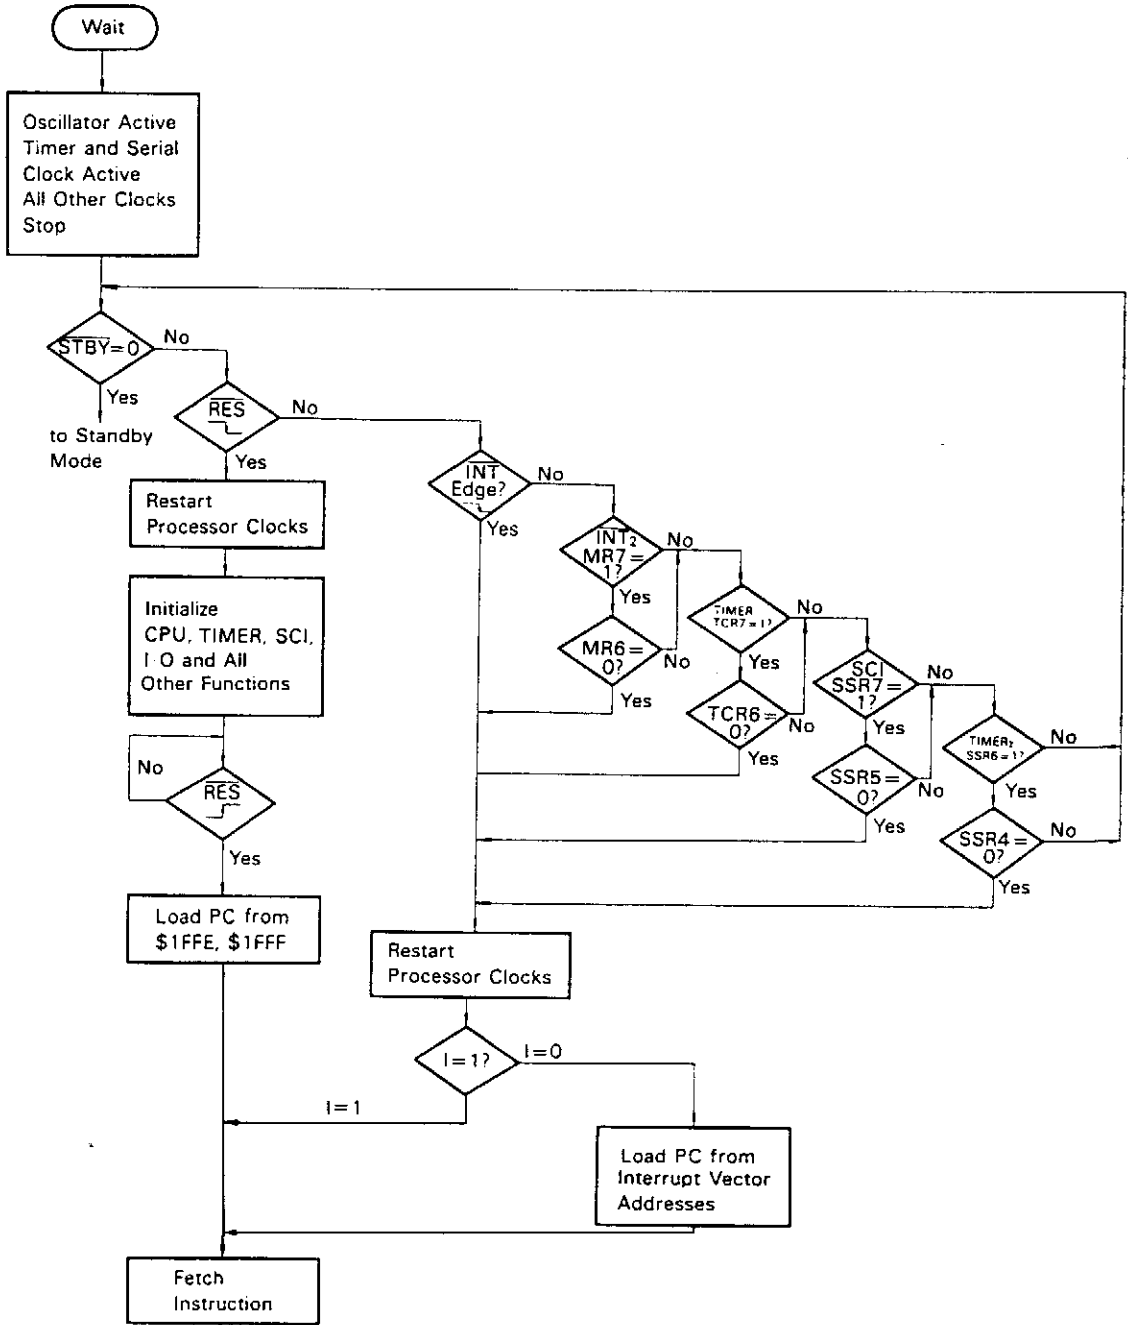 Wait
Oscillator Active
Timer and Serial
Clock Active
All Other Clocks
Stop
STBY=0
No
Yes
to Standby
Mode
RES
No
Yes
Restart
Processor Clocks
Initialize
CPU, TIMER, SCI,
I O and All
Other Functions
No
RES
Yes
Load PC from
$1FFE, $1FFF
INT
Edge?
No
Yes
INT2
MR7=
1?
No
Yes
MR6=
0?
No
Yes
TIMER
TCR7=1?
No
Yes
TCR6=
0?
No
Yes
SCI
SSR7=
1?
No
Yes
SSR5=
0?
No
Yes
TIMER2
SSR6=1?
No
Yes
SSR4=
0?
No
Yes
Restart
Processor Clocks
I=1?
I=0
I=1
Load PC from
Interrupt Vector
Addresses
Fetch
Instruction